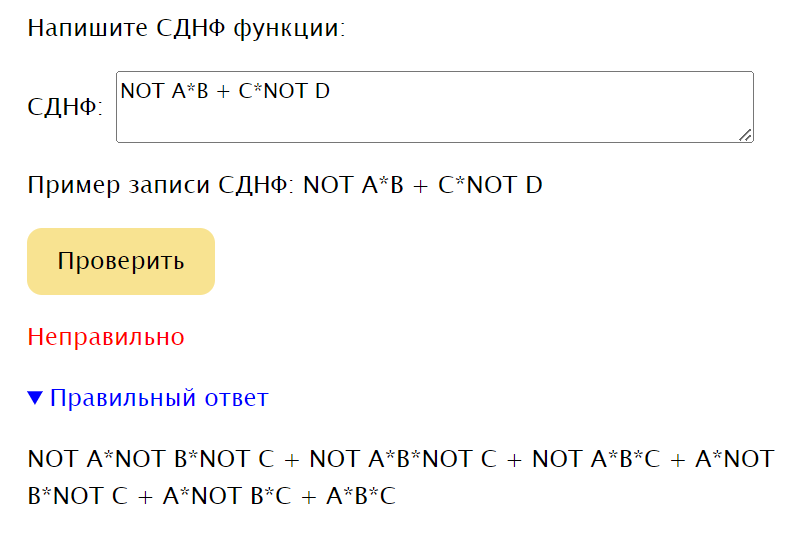 Напишите СДНФ функции:
СДНФ: NOT A*B + C*NOT D
Пример записи СДНФ: NOT A*B + C*NOT D
Проверить
Неправильно
▼ Правильный ответ
NOT A*NOT B*NOT C + NOT A*B*NOT C + NOT A*B*C + A*NOT
B*NOT C + A*NOT B*C + A*B*C